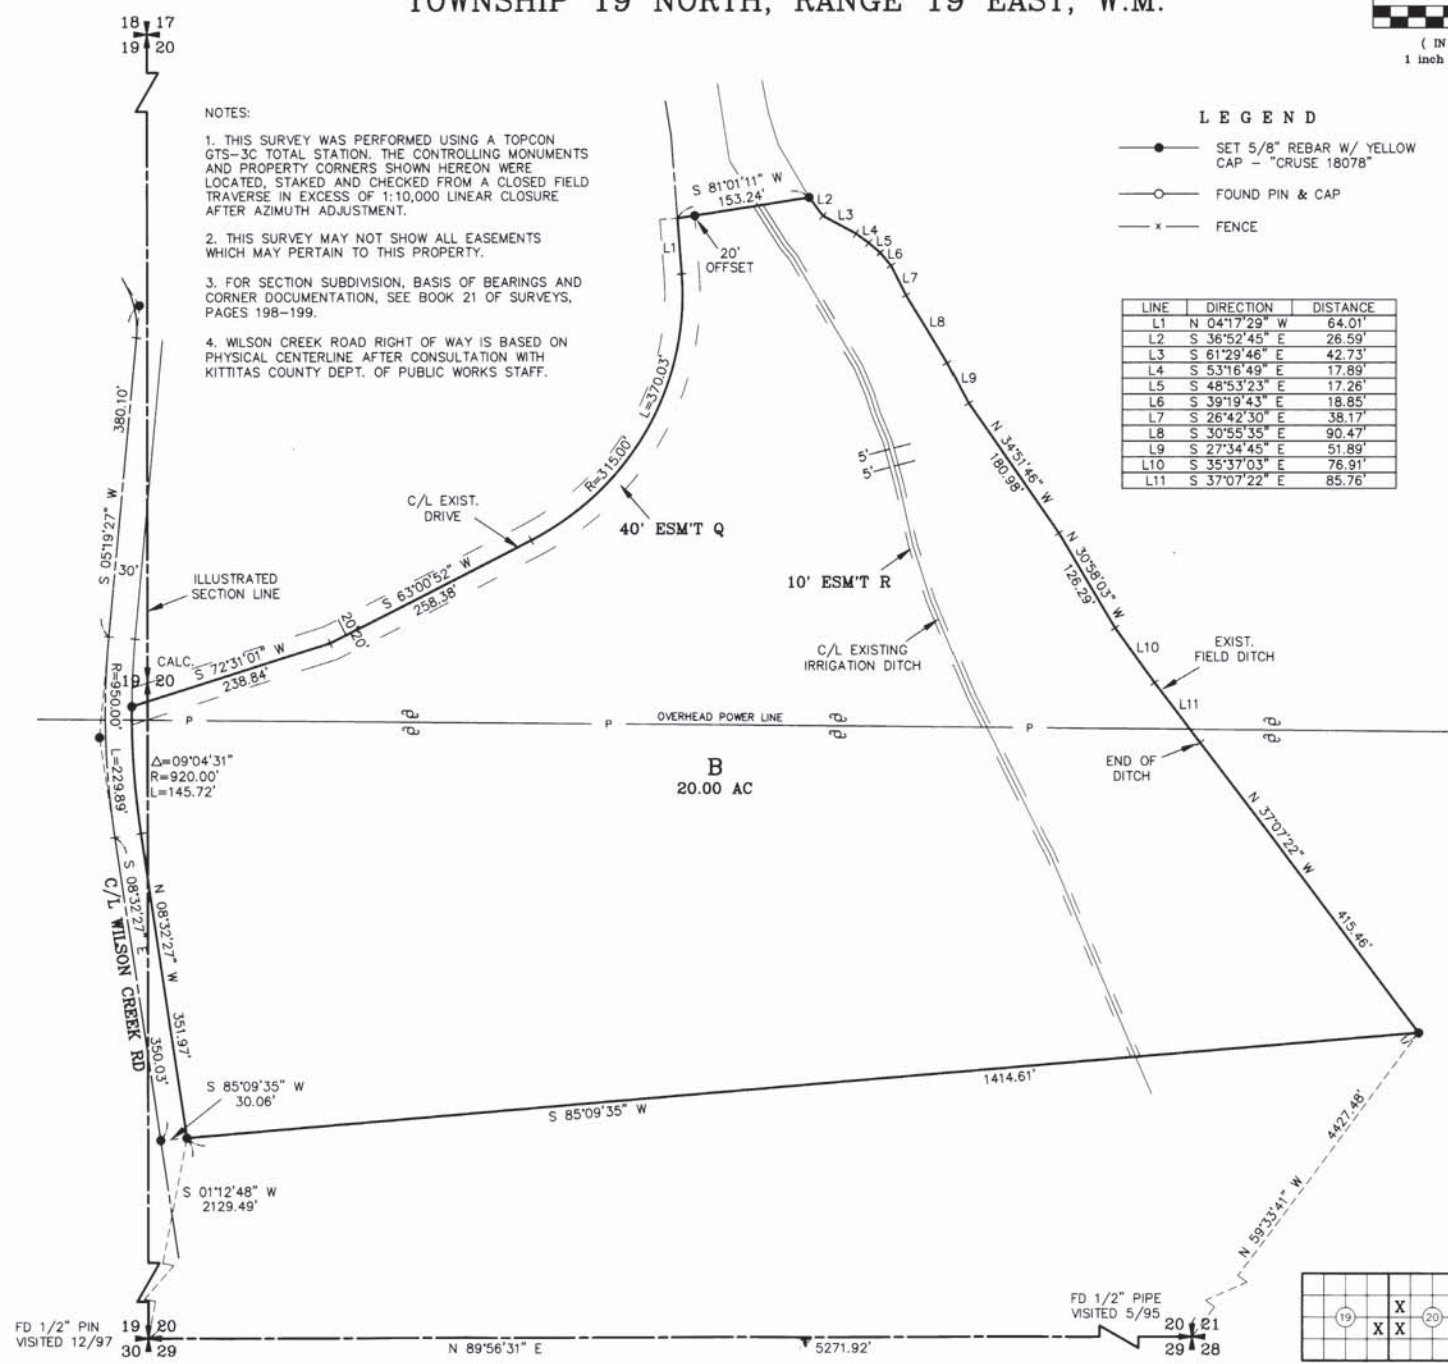 TOWNSHIP 19 NORTH, RANGE 19 EAST, W.M.
( IN
1 inch
18 17
19 20
NOTES:
1. THIS SURVEY WAS PERFORMED USING A TOPCON
GTS-3C TOTAL STATION. THE CONTROLLING MONUMENTS
AND PROPERTY CORNERS SHOWN HEREON WERE
LOCATED, STAKED AND CHECKED FROM A CLOSED FIELD
TRAVERSE IN EXCESS OF 1:10,000 LINEAR CLOSURE
AFTER AZIMUTH ADJUSTMENT.
2. THIS SURVEY MAY NOT SHOW ALL EASEMENTS
WHICH MAY PERTAIN TO THIS PROPERTY.
3. FOR SECTION SUBDIVISION, BASIS OF BEARINGS AND
CORNER DOCUMENTATION, SEE BOOK 21 OF SURVEYS,
PAGES 198-199.
4. WILSON CREEK ROAD RIGHT OF WAY IS BASED ON
PHYSICAL CENTERLINE AFTER CONSULTATION WITH
KITTITAS COUNTY DEPT. OF PUBLIC WORKS STAFF.
LEGEND
SET 5/8" REBAR W/ YELLOW
CAP - "CRUSE 18078"
FOUND PIN & CAP
x FENCE
LINE DIRECTION DISTANCE
L1 N 04°17'29" W 64.01'
L2 S 36°52'45" E 26.59'
L3 S 61°29'46" E 42.73'
L4 S 53°16'49" E 17.89'
L5 S 48°53'23" E 17.26'
L6 S 39°19'43" E 18.85'
L7 S 26°42'30" E 38.17'
L8 S 30°55'35" E 90.47'
L9 S 27°34'45" E 51.89'
L10 S 35°37'03" E 76.91'
L11 S 37°07'22" E 85.76'
S 81°01'11" W
153.24'
L1
20'
OFFSET
L2
L3
L4
L5
L6
L7
L8
L9
N 34°51'46" W
180.98'
N 30°58'03" W
126.29'
L10
EXIST.
FIELD DITCH
L11
END OF
DITCH
N 37°07'22" W
415.46'
5'
5'
10' ESM'T R
C/L EXISTING
IRRIGATION DITCH
L=370.03'
R=315.00'
40' ESM'T Q
C/L EXIST.
DRIVE
S 63°00'52" W
258.38'
20'
20'
S 72°31'01" W
238.84'
380.10'
S 05°19'27" W
30'
ILLUSTRATED
SECTION LINE
CALC.
19 20
R=950.00'
L=229.89'
P
P
OVERHEAD POWER LINE
P
Δ=09°04'31"
R=920.00'
L=145.72'
B
20.00 AC
S 08°32'27" E
350.03'
C/L WILSON CREEK RD
N 08°32'27" W
351.97'
S 85°09'35" W
30.06'
S 85°09'35" W
1414.61'
S 01°12'48" W
2129.49'
4427.48'
N 59°33'41" W
FD 1/2" PIN
VISITED 12/97
19 20
30 29
N 89°56'31" E
5271.92'
FD 1/2" PIPE
VISITED 5/95
20 21
29 28
X
19
20
X X